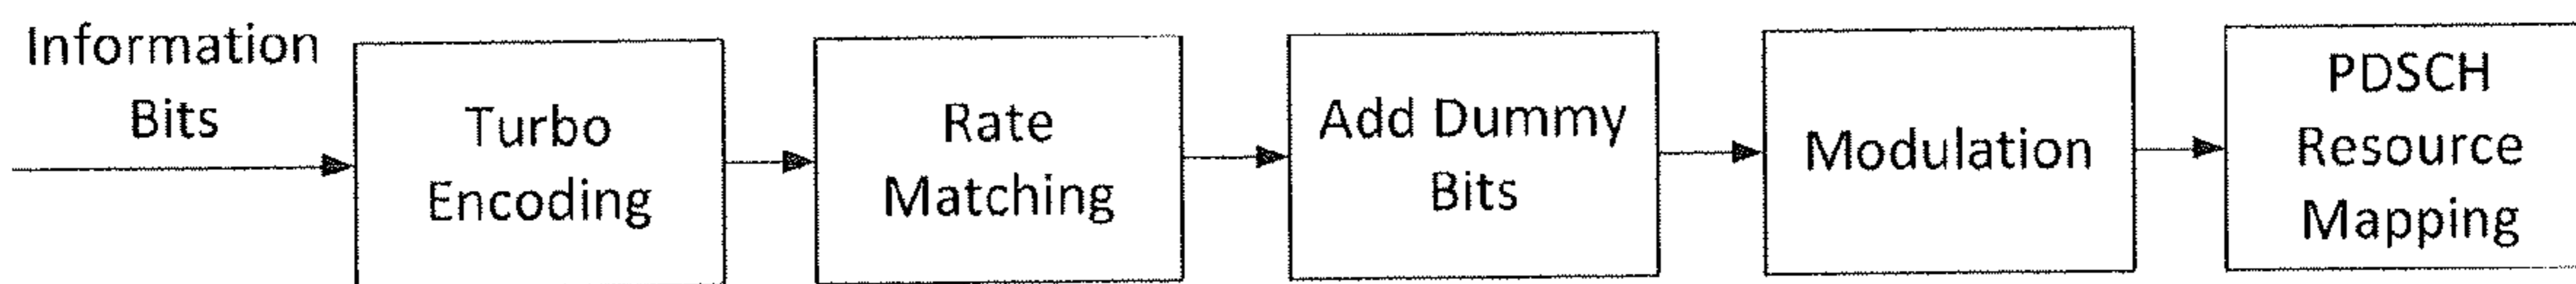 Information
Bits
Turbo
Encoding
Rate
Matching
Add Dummy
Bits
Modulation
PDSCH
Resource
Mapping